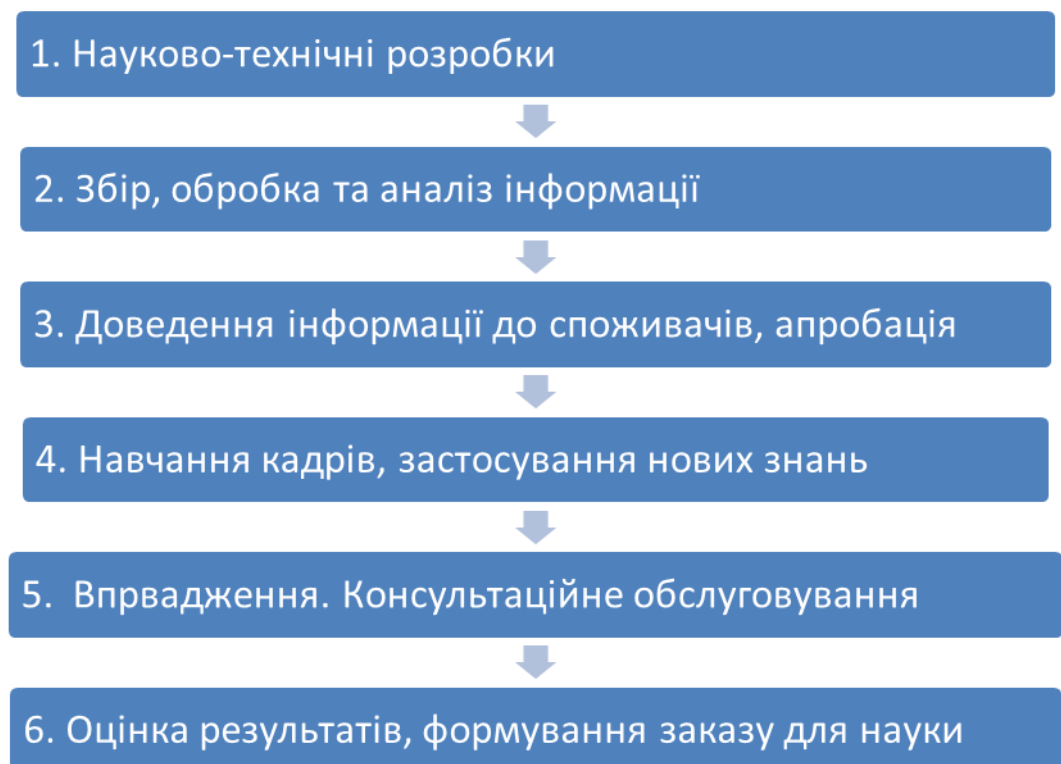 1. Науково-технічні розробки
2. Збір, обробка та аналіз інформації
3. Доведення інформації до споживачів, апробація
4. Навчання кадрів, застосування нових знань
5. Впрвадження. Консультаційне обслуговування
6. Оцінка результатів, формування заказу для науки